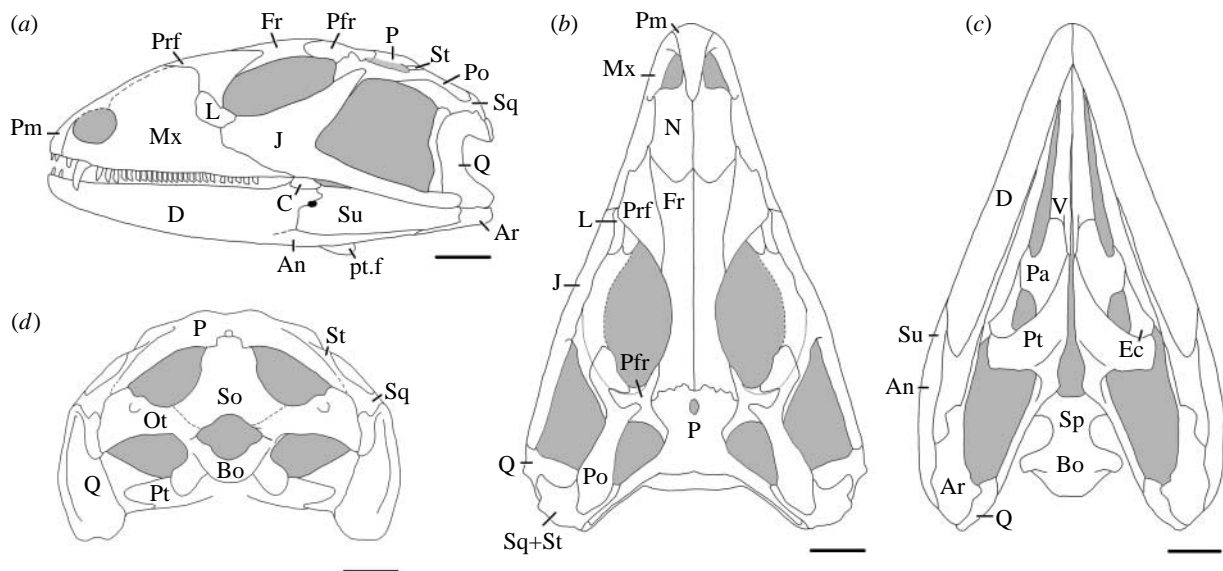 (a)
Fr
Pfr
P
St
Po
Sq
Prf
L
Pm
Mx
J
Q
C
D
Su
Ar
An
pt.f
(b)
Pm
Mx
N
Fr
Prf
L
J
Pfr
P
Q
Po
Sq+St
(c)
D
V
Pa
Su
Pt
Ec
An
Sp
Bo
Ar
Q
(d)
P
St
So
Sq
Ot
Bo
Q
Pt